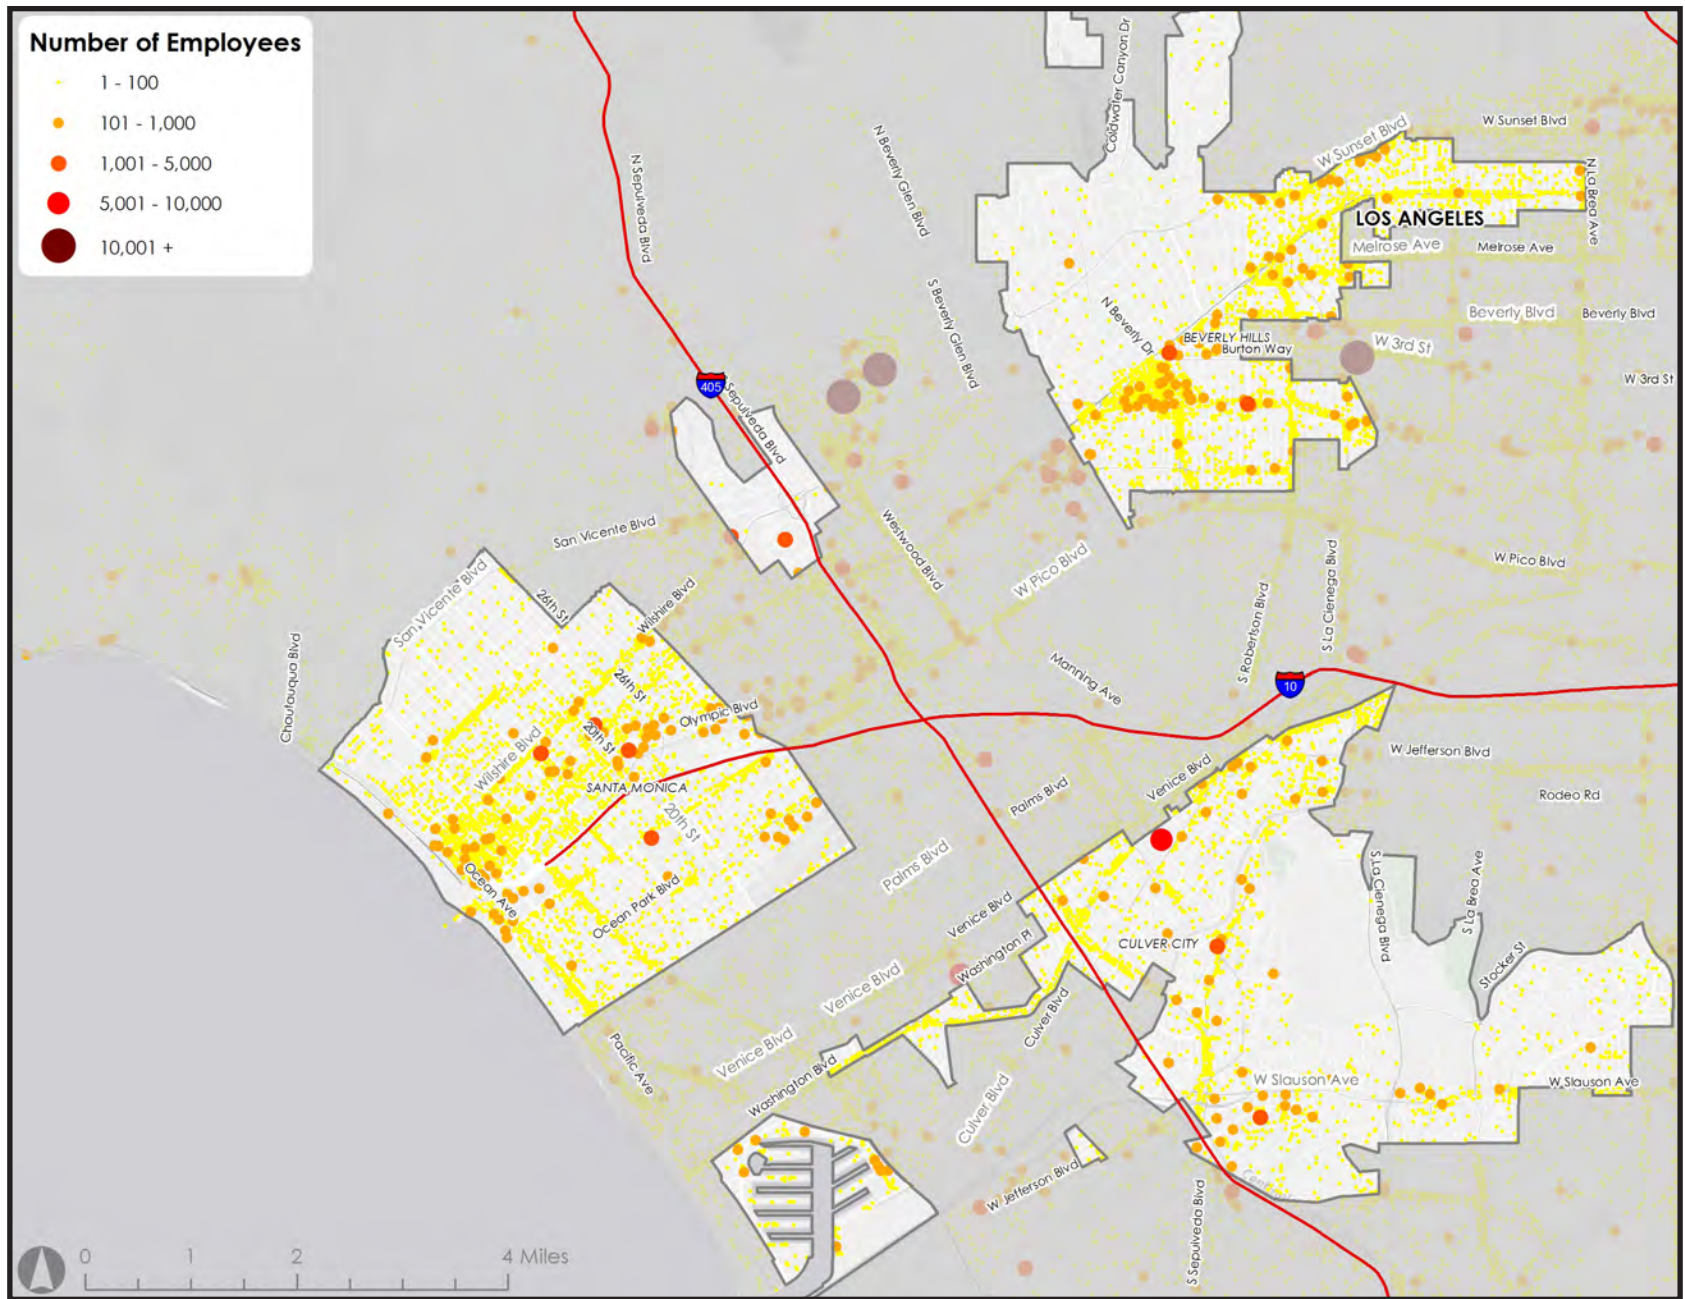 Number of Employees
1 - 100
101 - 1,000
1,001 - 5,000
5,001 - 10,000
10,001 +
Coldwater Canyon Dr
W Sunset Blvd
W Sunset Blvd
N Beverly Glen Blvd
N Sepulveda Blvd
N La Brea Ave
LOS ANGELES
Melrose Ave
Melrose Ave
S Beverly Glen Blvd
N Beverly Dr
Beverly Blvd
Beverly Blvd
BEVERLY HILLS
Burton Way
W 3rd St
W 3rd St
405
Sepulveda Blvd
San Vicente Blvd
Westwood Blvd
W Pico Blvd
W Pico Blvd
San Vicente Blvd
26th St
Wilshire Blvd
S Robertson Blvd
S La Cienega Blvd
Chautauqua Blvd
26th St
Manning Ave
10
Olympic Blvd
20th St
Wilshire Blvd
W Jefferson Blvd
SANTA MONICA
Venice Blvd
Palms Blvd
Rodeo Rd
20th St
Palms Blvd
Ocean Ave
Ocean Park Blvd
Venice Blvd
S La Cienega Blvd
S La Brea Ave
Washington Pl
CULVER CITY
Stocker St
Venice Blvd
Culver Blvd
Pacific Ave
Venice Blvd
Washington Blvd
W Slauson Ave
W Slauson Ave
Culver Blvd
W Jefferson Blvd
S Sepulveda Blvd
0 1 2 4 Miles